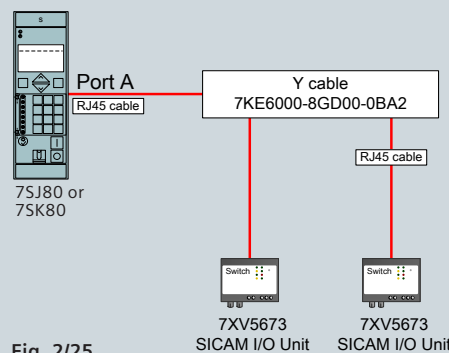 S
Port A
RJ45 cable
Y cable
7KE6000-8GD00-0BA2
RJ45 cable
7SJ80 or
7SK80
Switch
Switch
7XV5673
SICAM I/O Unit
7XV5673
SICAM I/O Unit
Fig. 2/25